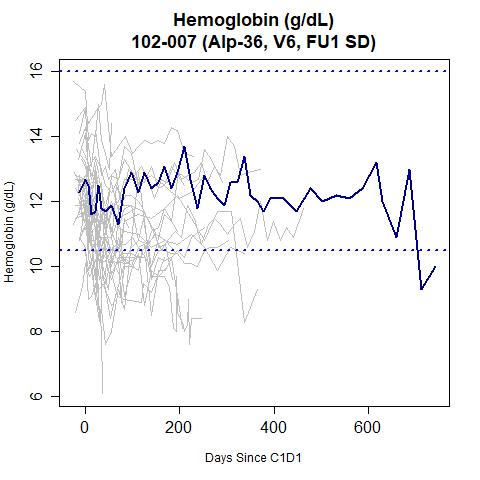 Hemoglobin (g/dL)
102-007 (Alp-36, V6, FU1 SD)
Hemoglobin (g/dL)
16
14
12
10
8
6
0
200
400
600
Days Since C1D1